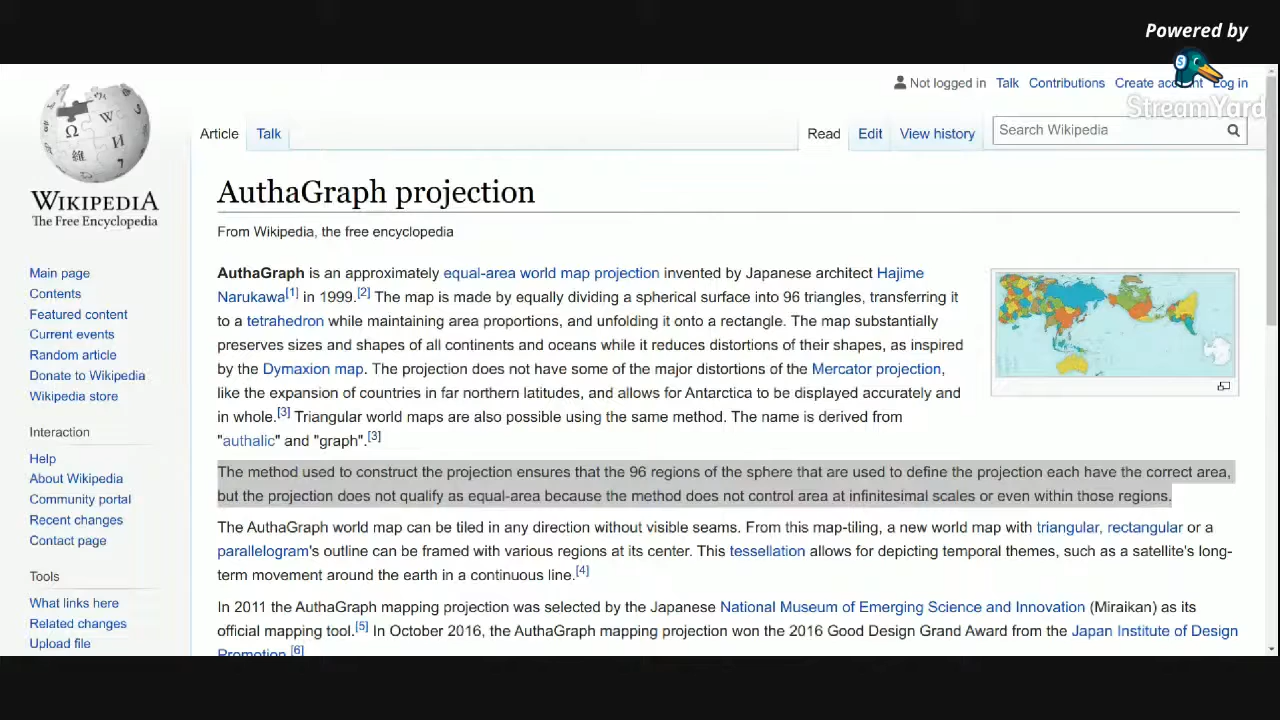 Powered by
StreamYard
Not logged in Talk Contributions Create account Log in
Article Talk Read Edit View history Search Wikipedia
WIKIPEDIA
The Free Encyclopedia
AuthaGraph projection
From Wikipedia, the free encyclopedia
Main page
Contents
Featured content
Current events
Random article
Donate to Wikipedia
Wikipedia store
Interaction
Help
About Wikipedia
Community portal
Recent changes
Contact page
Tools
What links here
Related changes
Upload file
AuthaGraph is an approximately equal-area world map projection invented by Japanese architect Hajime
Narukawa[1] in 1999.[2] The map is made by equally dividing a spherical surface into 96 triangles, transferring it
to a tetrahedron while maintaining area proportions, and unfolding it onto a rectangle. The map substantially
preserves sizes and shapes of all continents and oceans while it reduces distortions of their shapes, as inspired
by the Dymaxion map. The projection does not have some of the major distortions of the Mercator projection,
like the expansion of countries in far northern latitudes, and allows for Antarctica to be displayed accurately and
in whole.[3] Triangular world maps are also possible using the same method. The name is derived from
"authalic" and "graph".[3]
The method used to construct the projection ensures that the 96 regions of the sphere that are used to define the projection each have the correct area,
but the projection does not qualify as equal-area because the method does not control area at infinitesimal scales or even within those regions.
The AuthaGraph world map can be tiled in any direction without visible seams. From this map-tiling, a new world map with triangular, rectangular or a
parallelogram's outline can be framed with various regions at its center. This tessellation allows for depicting temporal themes, such as a satellite's long-
term movement around the earth in a continuous line.[4]
In 2011 the AuthaGraph mapping projection was selected by the Japanese National Museum of Emerging Science and Innovation (Miraikan) as its
official mapping tool.[5] In October 2016, the AuthaGraph mapping projection won the 2016 Good Design Grand Award from the Japan Institute of Design
Promotion.[6]